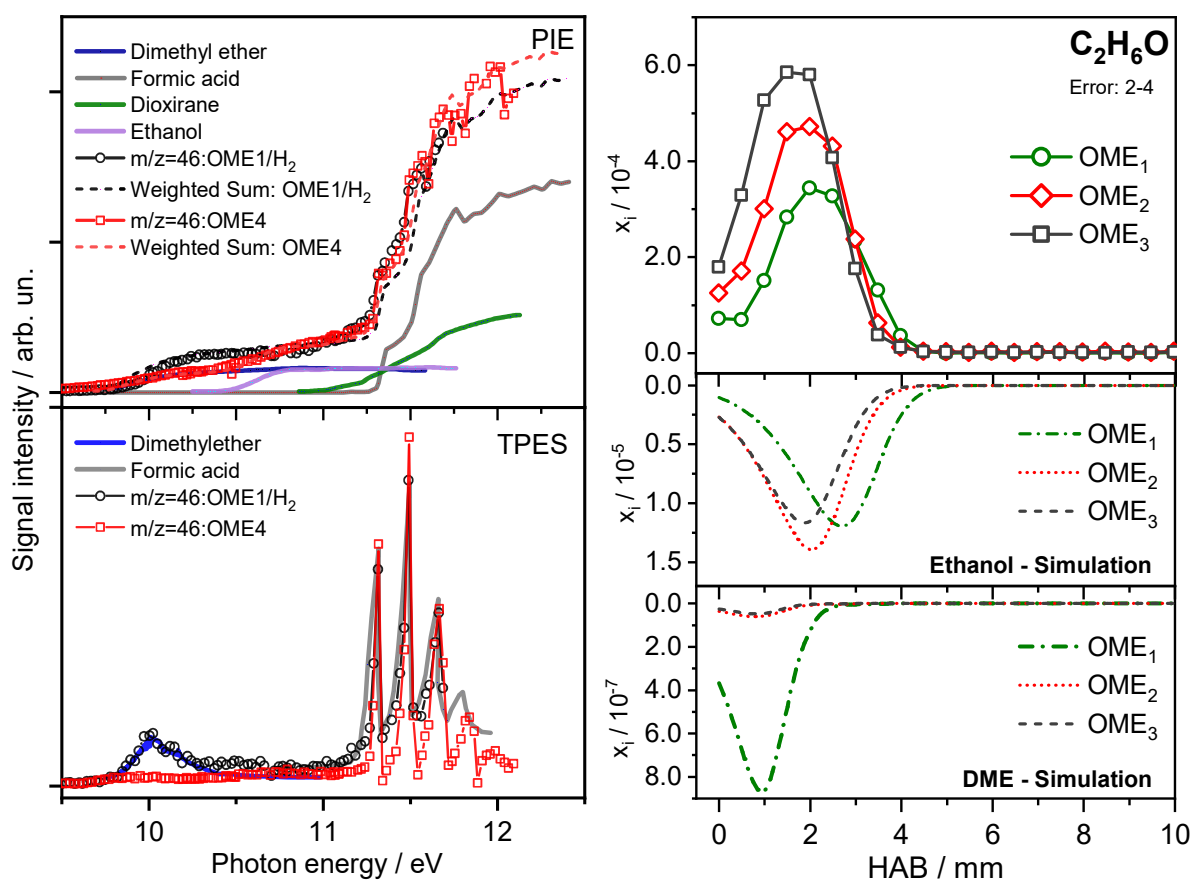 Signal intensity / arb. un.
PIE
Dimethyl ether
Formic acid
Dioxirane
Ethanol
m/z=46:OME1/H₂
Weighted Sum: OME1/H₂
m/z=46:OME4
Weighted Sum: OME4
TPES
Dimethylether
Formic acid
m/z=46:OME1/H₂
m/z=46:OME4
10 11 12
Photon energy / eV
C₂H₆O
Error: 2-4
6.0
4.0
2.0
0.0
xᵢ / 10⁻⁴
OME₁
OME₂
OME₃
0.0
0.5
1.0
1.5
xᵢ / 10⁻⁵
OME₁
OME₂
OME₃
Ethanol - Simulation
0.0
2.0
4.0
6.0
8.0
xᵢ / 10⁻⁷
OME₁
OME₂
OME₃
DME - Simulation
0 2 4 6 8 10
HAB / mm